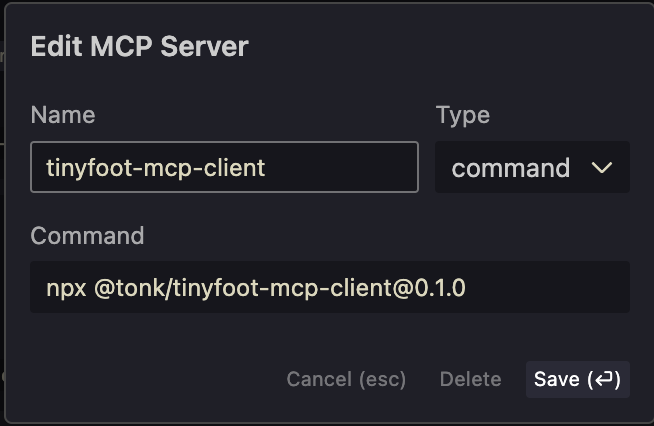 Edit MCP Server
Name
Type
tinyfoot-mcp-client
command
Command
npx @tonk/tinyfoot-mcp-client@0.1.0
Cancel (esc)
Delete
Save (↵)